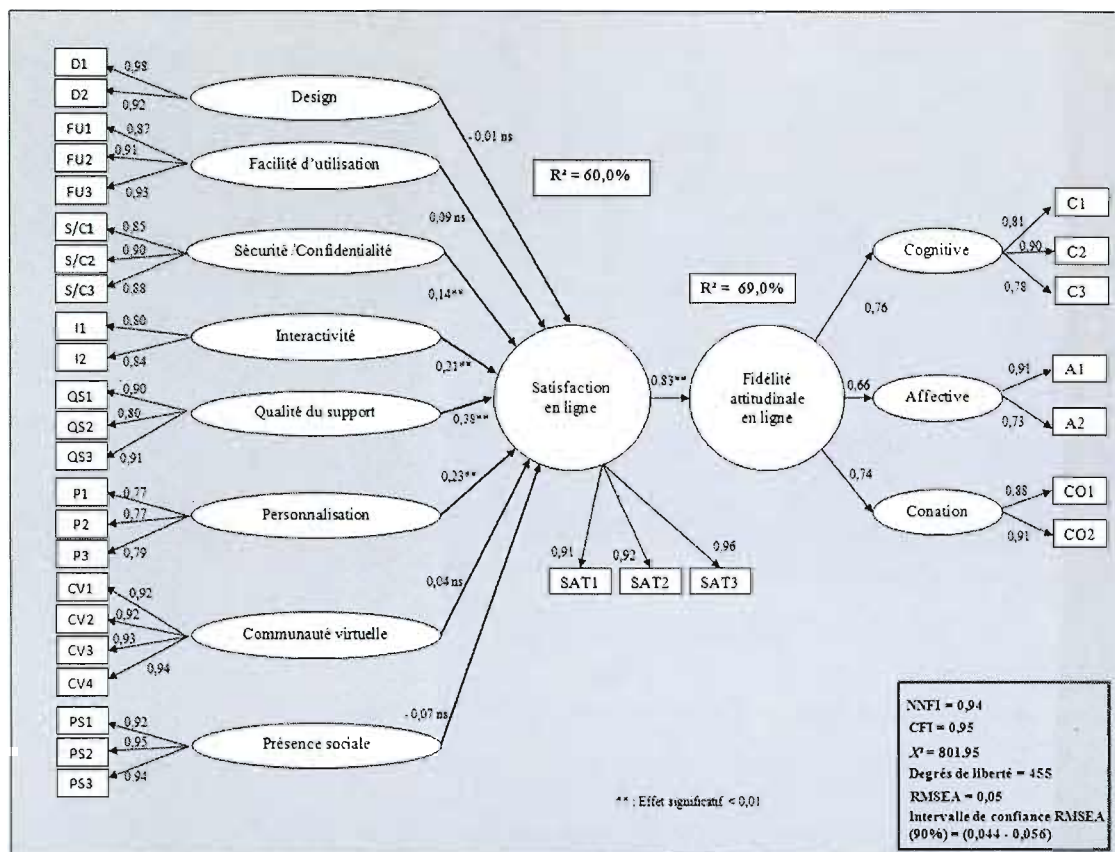 D1
0,98
D2
0,92
Design
- 0,01 ns
FU1
0,87
FU2
0,91
FU3
0,93
Facilité d'utilisation
0,09 ns
R² = 60,0%
S/C1
0,85
S/C2
0,90
S/C3
0,88
Sécurité /Confidentialité
0,14**
I1
0,80
I2
0,84
Interactivité
0,21**
QS1
0,90
QS2
0,80
QS3
0,91
Qualité du support
0,38**
P1
0,77
P2
0,77
P3
0,79
Personnalisation
0,23**
CV1
0,92
CV2
0,92
CV3
0,93
CV4
0,94
Communauté virtuelle
0,04 ns
PS1
0,92
PS2
0,95
PS3
0,94
Présence sociale
- 0,07 ns
Satisfaction
en ligne
0,91
0,92
0,96
SAT1
SAT2
SAT3
0,83**
R² = 69,0%
Fidélité
attitudinale
en ligne
0,76
Cognitive
0,81
C1
0,90
C2
0,78
C3
0,66
Affective
0,91
A1
0,73
A2
0,74
Conation
0,88
CO1
0,91
CO2
** : Effet significatif < 0,01
NNFI = 0,94
CFI = 0,95
X² = 801.95
Degrés de liberté = 455
RMSEA = 0,05
Intervalle de confiance RMSEA
(90%) = (0,044 - 0,056)